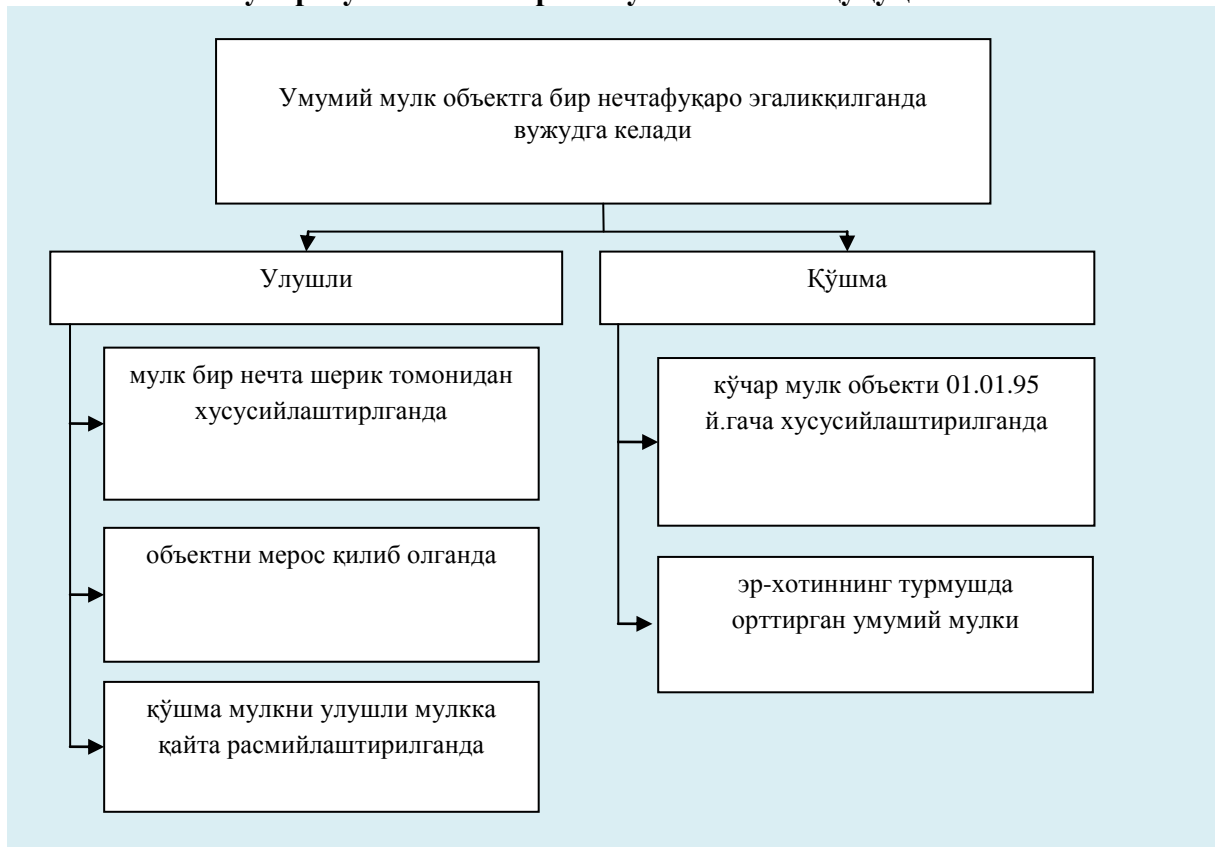 Умумий мулк объектга бир нечтафуқаро эгаликқилганда
вужудга келади
Улушли
Қўшма
мулк бир нечта шерик томонидан
хусусийлаштирлганда
кўчар мулк объекти 01.01.95
й.гача хусусийлаштирилганда
объектни мерос қилиб олганда
эр-хотиннинг турмушда
орттирган умумий мулки
қўшма мулкни улушли мулкка
қайта расмийлаштирилганда